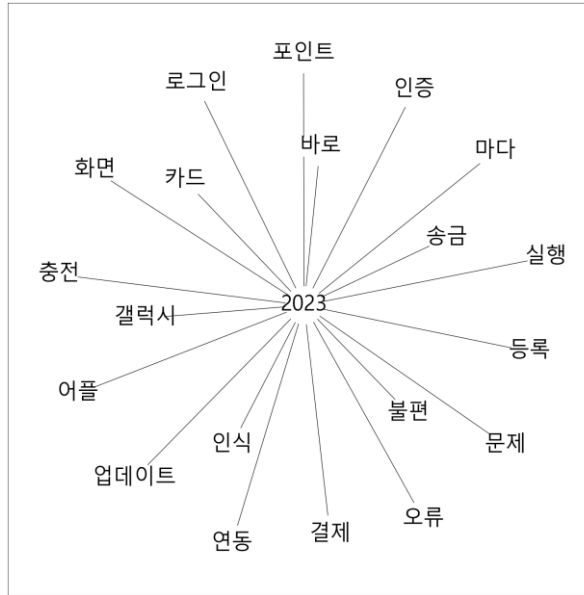 포인트
로그인
인증
바로
마다
화면
카드
송금
실행
충전
2023
갤럭시
등록
어플
불편
인식
문제
업데이트
오류
결제
연동